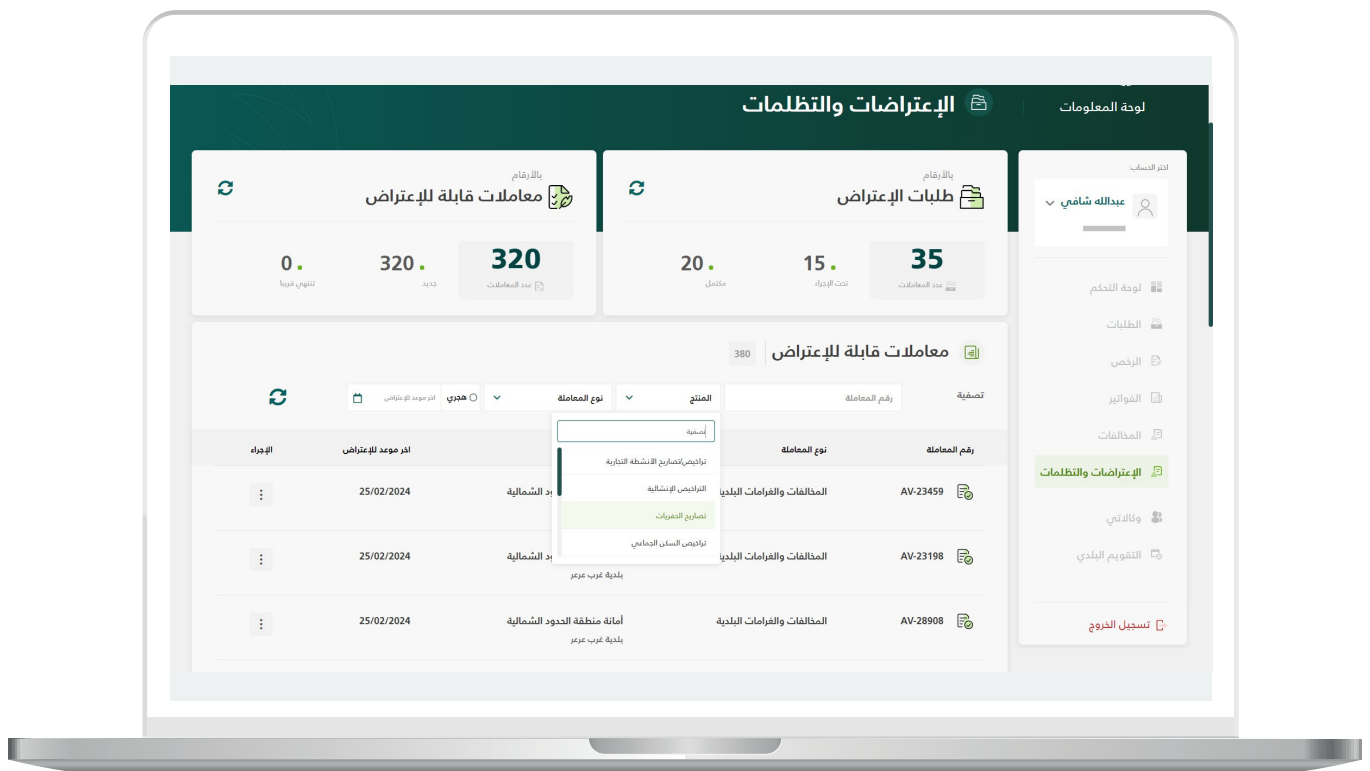 لوحة المعلومات
الإعتراضات والتظلمات
اختر الحساب:
عبدالله شافي
لوحة التحكم
الطلبات
الرخص
الفواتير
المخالفات
الإعتراضات والتظلمات
وكالاتي
التقويم البلدي
تسجيل الخروج
بالأرقام
طلبات الإعتراض
35
عدد المعاملات
15
تحت الإجراء
20
مكتمل
بالأرقام
معاملات قابلة للإعتراض
320
عدد المعاملات
320
جديد
0
تنتهي قريبا
معاملات قابلة للإعتراض 380
تصفية رقم المعاملة المنتج نوع المعاملة هجري اخر موعد للإعتراض
تصفية
تراخيص/تصاريح الأنشطة التجارية
التراخيص الإنشائية
تصاريح الحفريات
تراخيص السكن الجماعي
رقم المعاملة نوع المعاملة اخر موعد للإعتراض الإجراء
AV-23459 المخالفات والغرامات البلدية الشمالية 25/02/2024
AV-23198 المخالفات والغرامات البلدية الشمالية 25/02/2024
بلدية غرب عرعر
AV-28908 المخالفات والغرامات البلدية أمانة منطقة الحدود الشمالية 25/02/2024
بلدية غرب عرعر